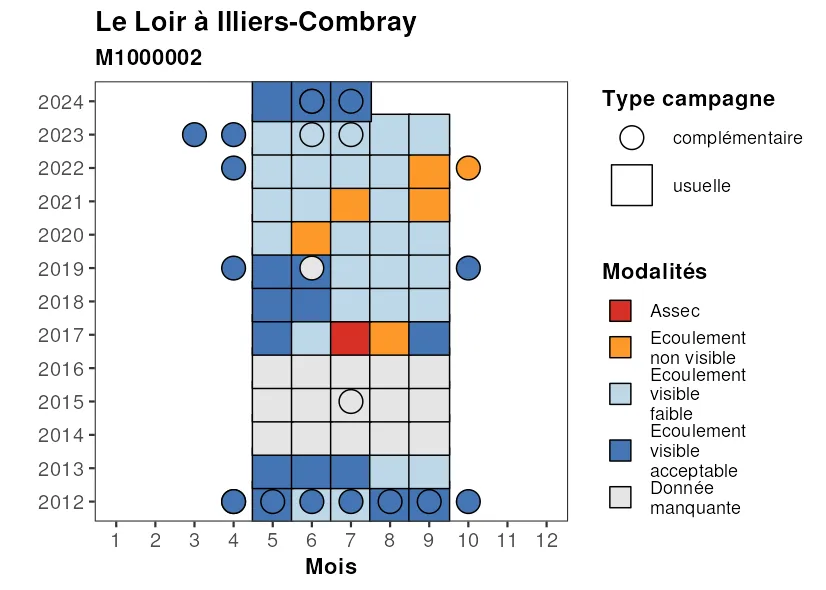 Le Loir à Illiers-Combray
M1000002
2024
2023
2022
2021
2020
2019
2018
2017
2016
2015
2014
2013
2012
1 2 3 4 5 6 7 8 9 10 11 12
Mois
Type campagne
complémentaire
usuelle
Modalités
Assec
Ecoulement
non visible
Ecoulement
visible
faible
Ecoulement
visible
acceptable
Donnée
manquante